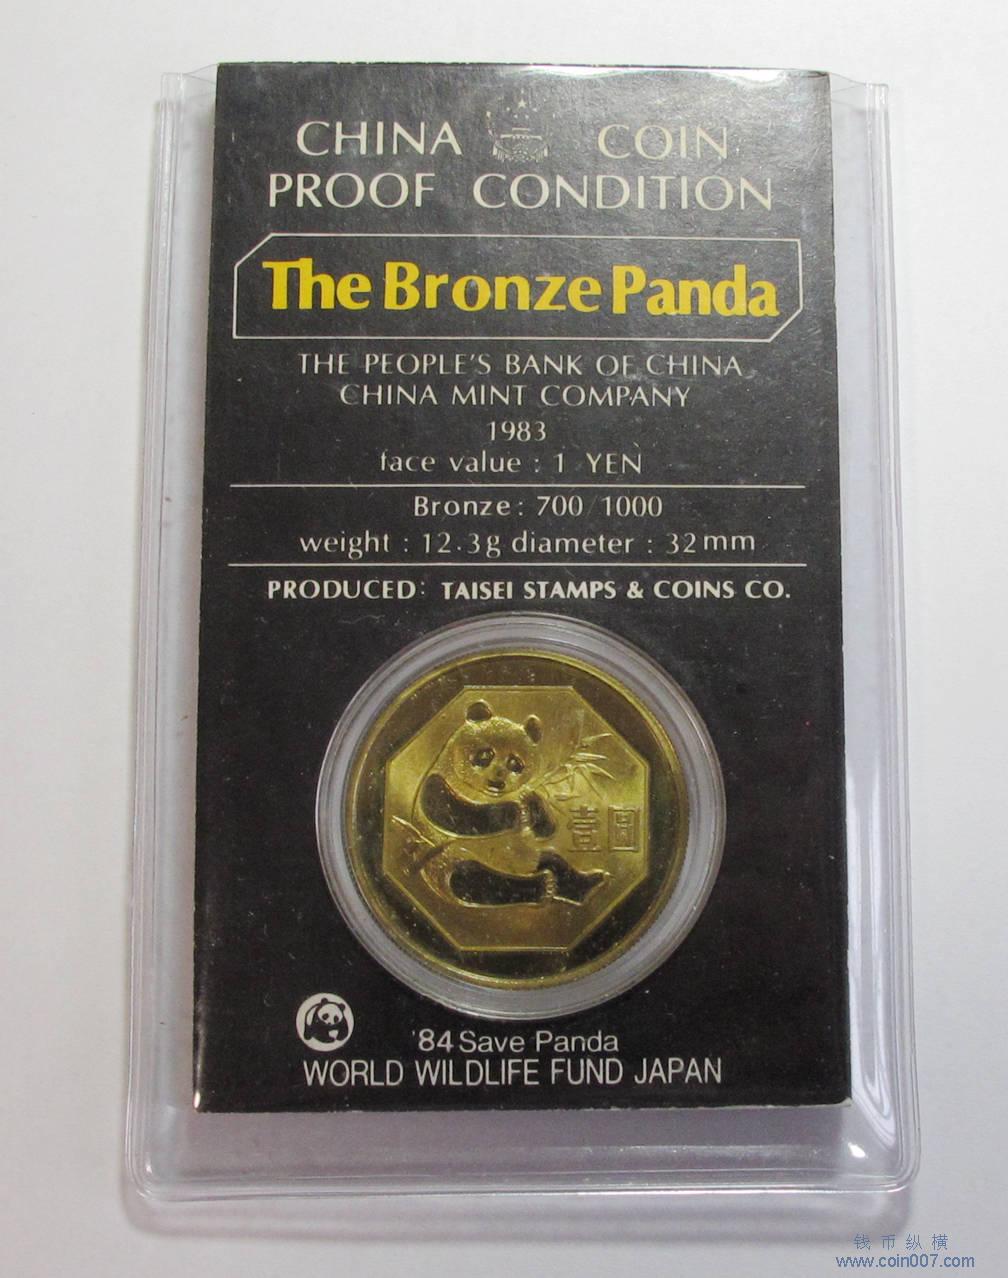 CHINA COIN
PROOF CONDITION
The Bronze Panda
THE PEOPLE'S BANK OF CHINA
CHINA MINT COMPANY
1983
face value : 1 YEN
Bronze : 700/1000
weight : 12.3g diameter : 32mm
PRODUCED: TAISEI STAMPS & COINS CO.
壹圓
'84 Save Panda
WORLD WILDLIFE FUND JAPAN
钱币纵横
www.coin007.com